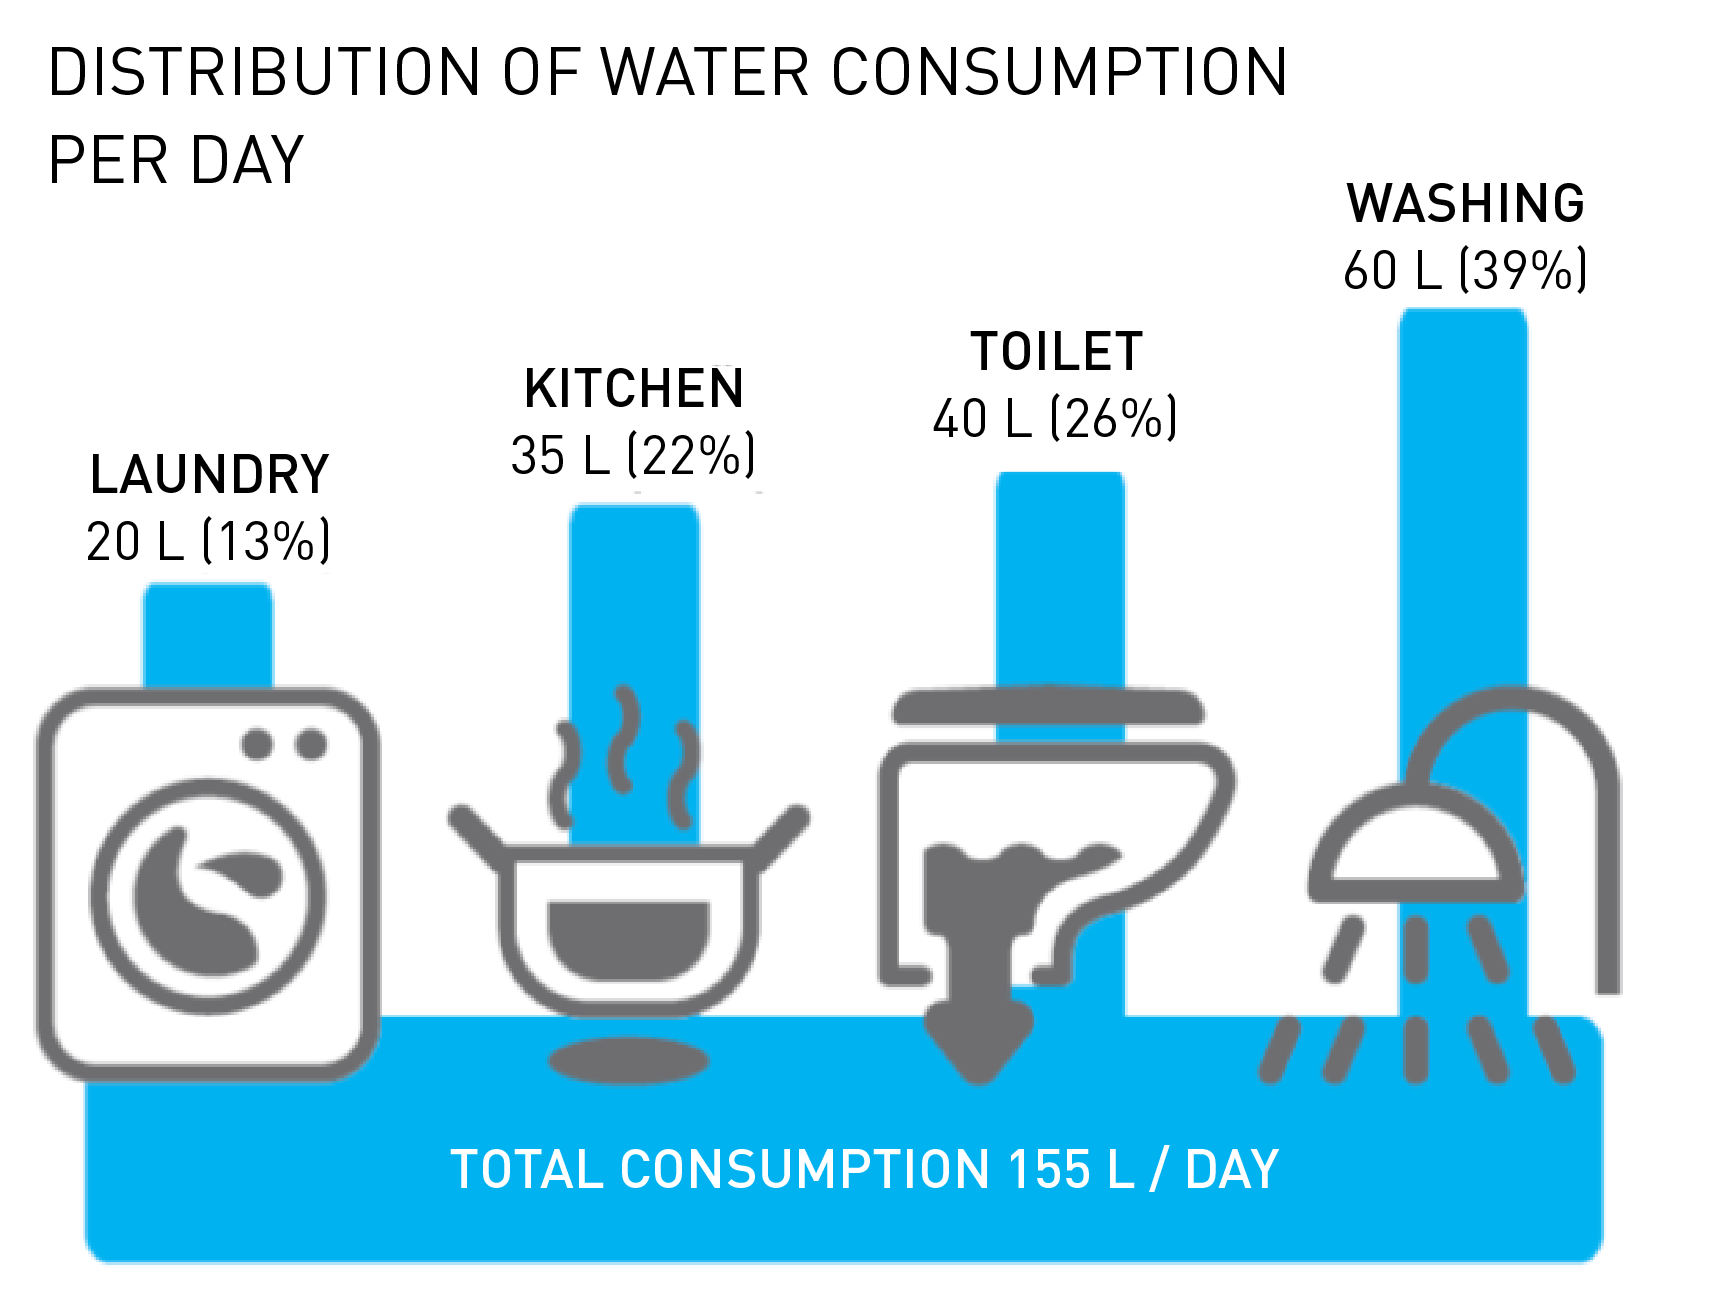 DISTRIBUTION OF WATER CONSUMPTION
PER DAY
WASHING
60 L (39%)
TOILET
40 L (26%)
KITCHEN
35 L (22%)
LAUNDRY
20 L (13%)
TOTAL CONSUMPTION 155 L / DAY